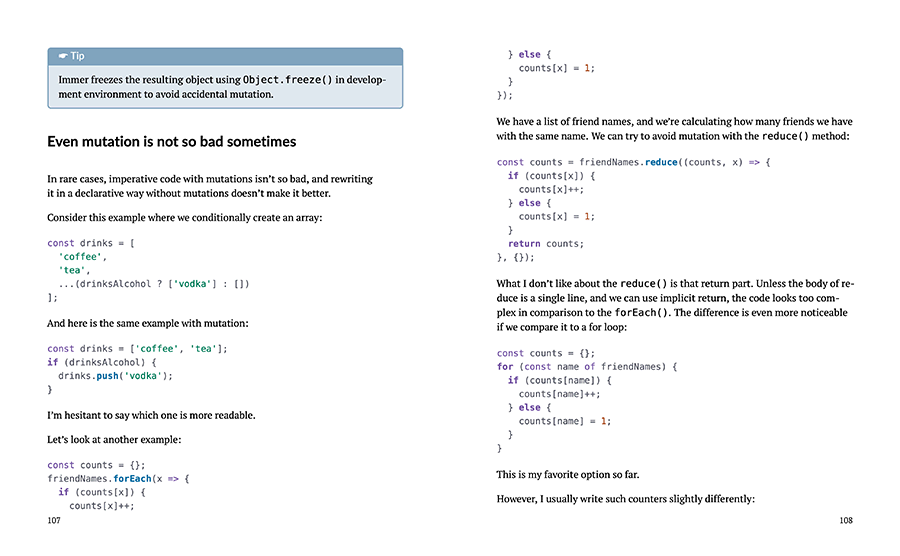 ☛ Tip
Immer freezes the resulting object using Object.freeze() in develop-
ment environment to avoid accidental mutation.
Even mutation is not so bad sometimes
In rare cases, imperative code with mutations isn't so bad, and rewriting
it in a declarative way without mutations doesn't make it better.
Consider this example where we conditionally create an array:
const drinks = [
  'coffee',
  'tea',
  ...(drinksAlcohol ? ['vodka'] : [])
];
And here is the same example with mutation:
const drinks = ['coffee', 'tea'];
if (drinksAlcohol) {
  drinks.push('vodka');
}
I'm hesitant to say which one is more readable.
Let's look at another example:
const counts = {};
friendNames.forEach(x => {
  if (counts[x]) {
    counts[x]++;
107
  } else {
    counts[x] = 1;
  }
});
We have a list of friend names, and we're calculating how many friends we have
with the same name. We can try to avoid mutation with the reduce() method:
const counts = friendNames.reduce((counts, x) => {
  if (counts[x]) {
    counts[x]++;
  } else {
    counts[x] = 1;
  }
  return counts;
}, {});
What I don't like about the reduce() is that return part. Unless the body of re-
duce is a single line, and we can use implicit return, the code looks too com-
plex in comparison to the forEach(). The difference is even more noticeable
if we compare it to a for loop:
const counts = {};
for (const name of friendNames) {
  if (counts[name]) {
    counts[name]++;
  } else {
    counts[name] = 1;
  }
}
This is my favorite option so far.
However, I usually write such counters slightly differently:
108